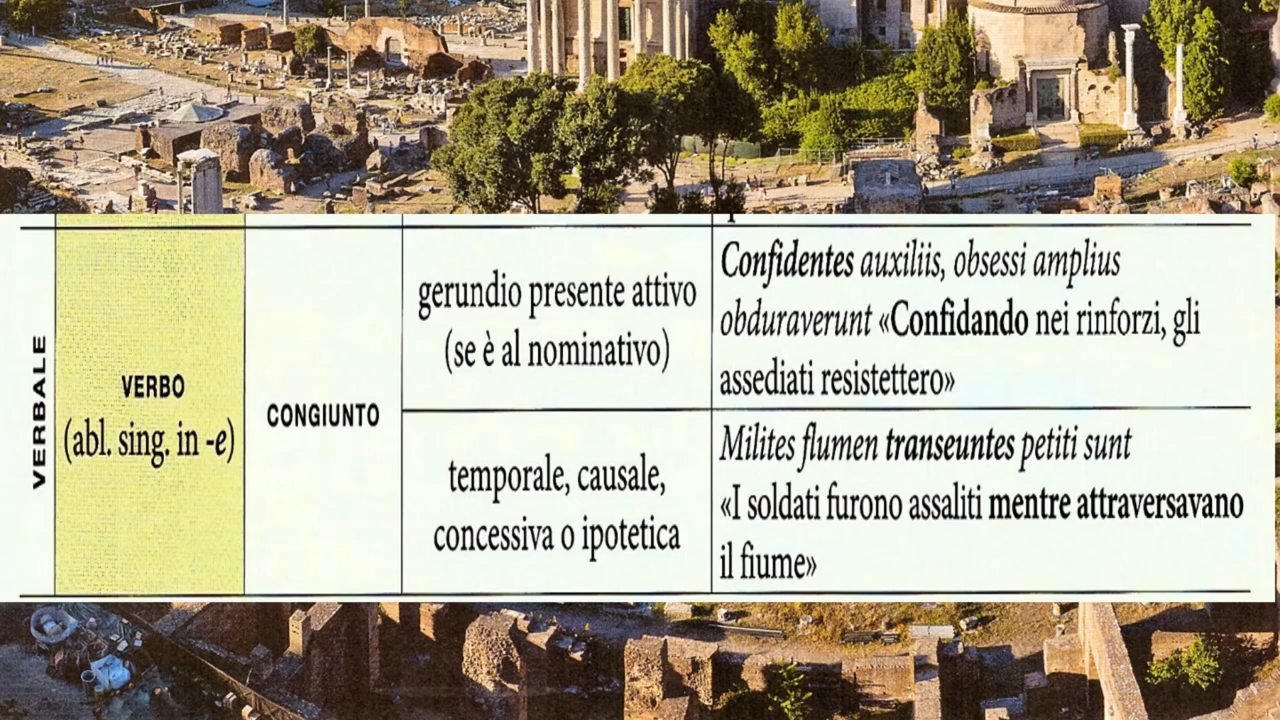 VERBALE
VERBO
(abl. sing. in -e)
CONGIUNTO
gerundio presente attivo
(se è al nominativo)
Confidentes auxiliis, obsessi amplius
obduraverunt «Confidando nei rinforzi, gli
assediati resistettero»
temporale, causale,
concessiva o ipotetica
Milites flumen transeuntes petiti sunt
«I soldati furono assaliti mentre attraversavano
il fiume»